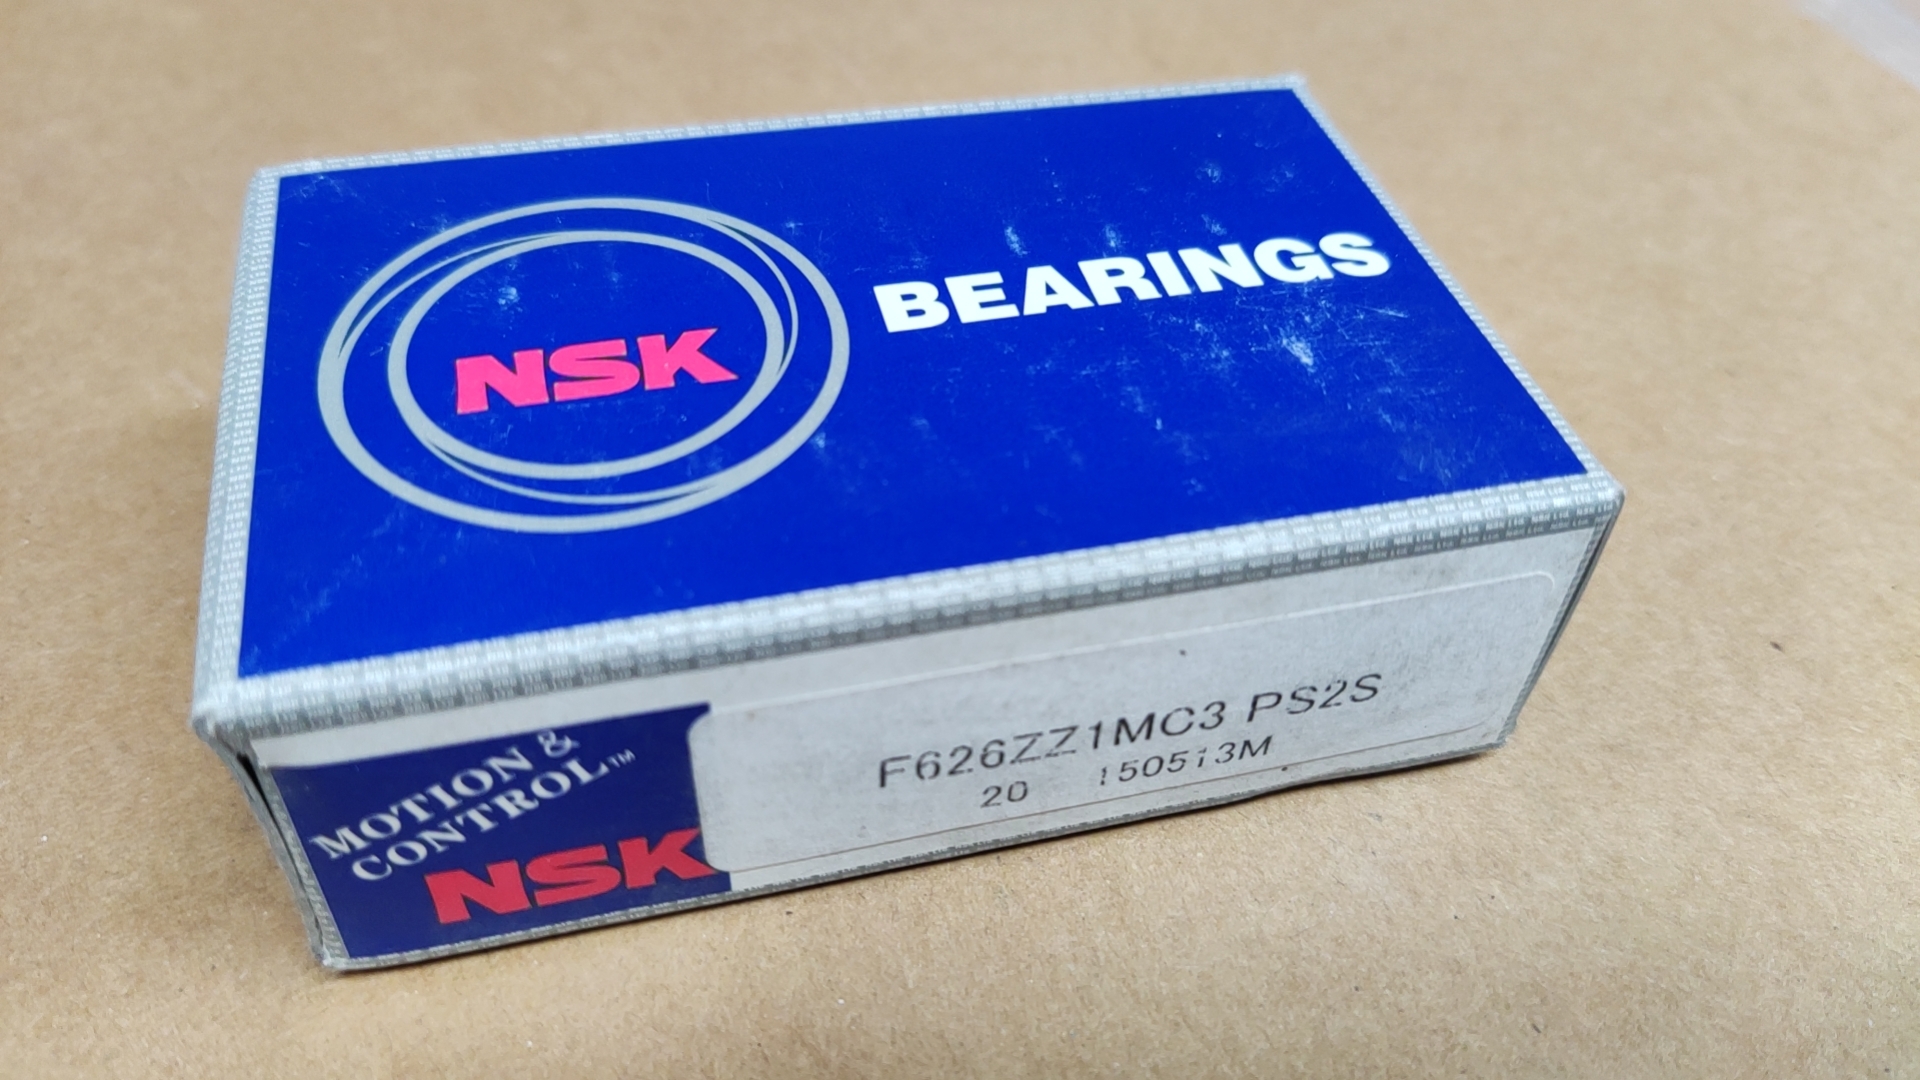 NSK
BEARINGS
MOTION &
CONTROL™
NSK
F626ZZ1MC3 PS2S
20 150513M